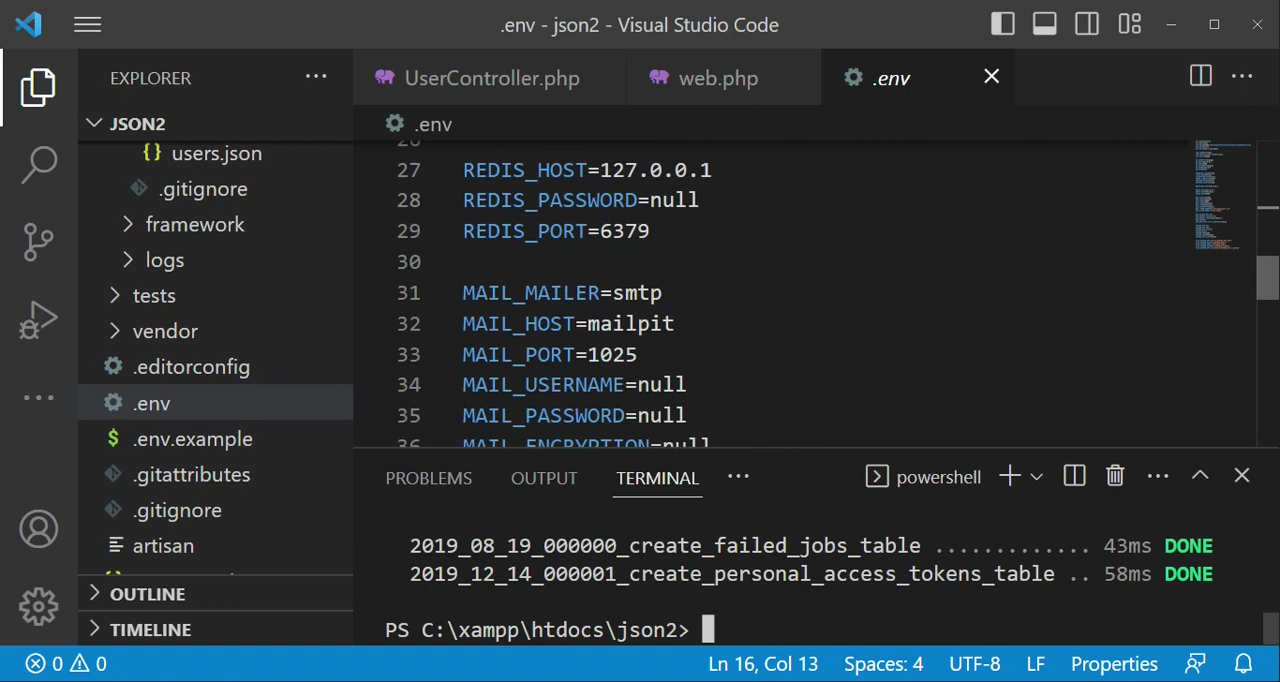 .env - json2 - Visual Studio Code
EXPLORER
JSON2
users.json
.gitignore
framework
logs
tests
vendor
.editorconfig
.env
.env.example
.gitattributes
.gitignore
artisan
OUTLINE
TIMELINE
UserController.php
web.php
.env
.env
27 REDIS_HOST=127.0.0.1
28 REDIS_PASSWORD=null
29 REDIS_PORT=6379
30
31 MAIL_MAILER=smtp
32 MAIL_HOST=mailpit
33 MAIL_PORT=1025
34 MAIL_USERNAME=null
35 MAIL_PASSWORD=null
36 MAIL_ENCRYPTION=null
PROBLEMS OUTPUT TERMINAL
powershell
2019_08_19_000000_create_failed_jobs_table ............. 43ms DONE
2019_12_14_000001_create_personal_access_tokens_table .. 58ms DONE
PS C:\xampp\htdocs\json2>
0 0
Ln 16, Col 13 Spaces: 4 UTF-8 LF Properties